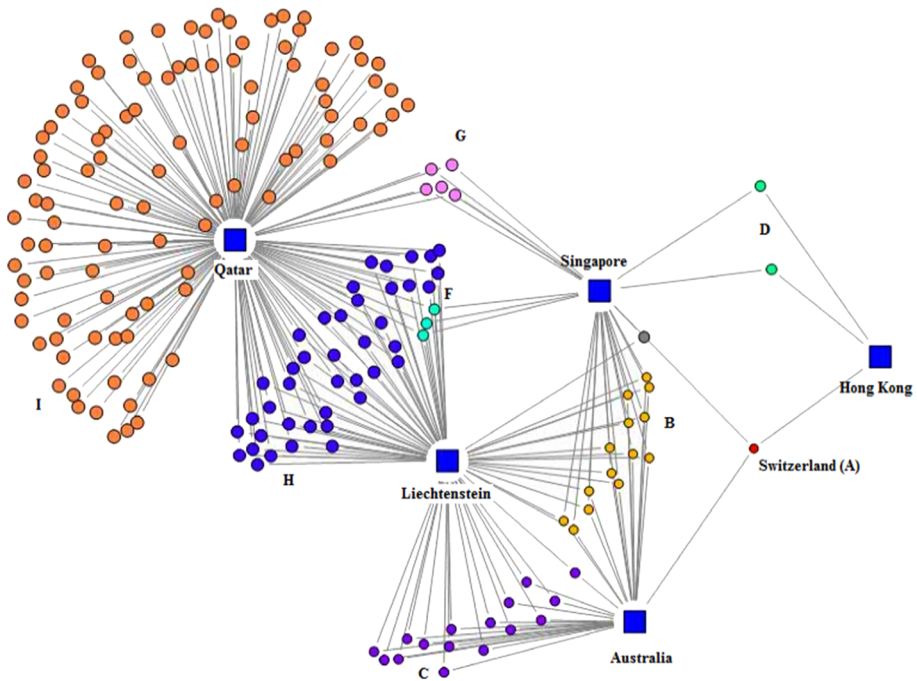 G
D
Singapore
Qatar
F
Hong Kong
I
B
Switzerland (A)
H
Liechtenstein
Australia
C